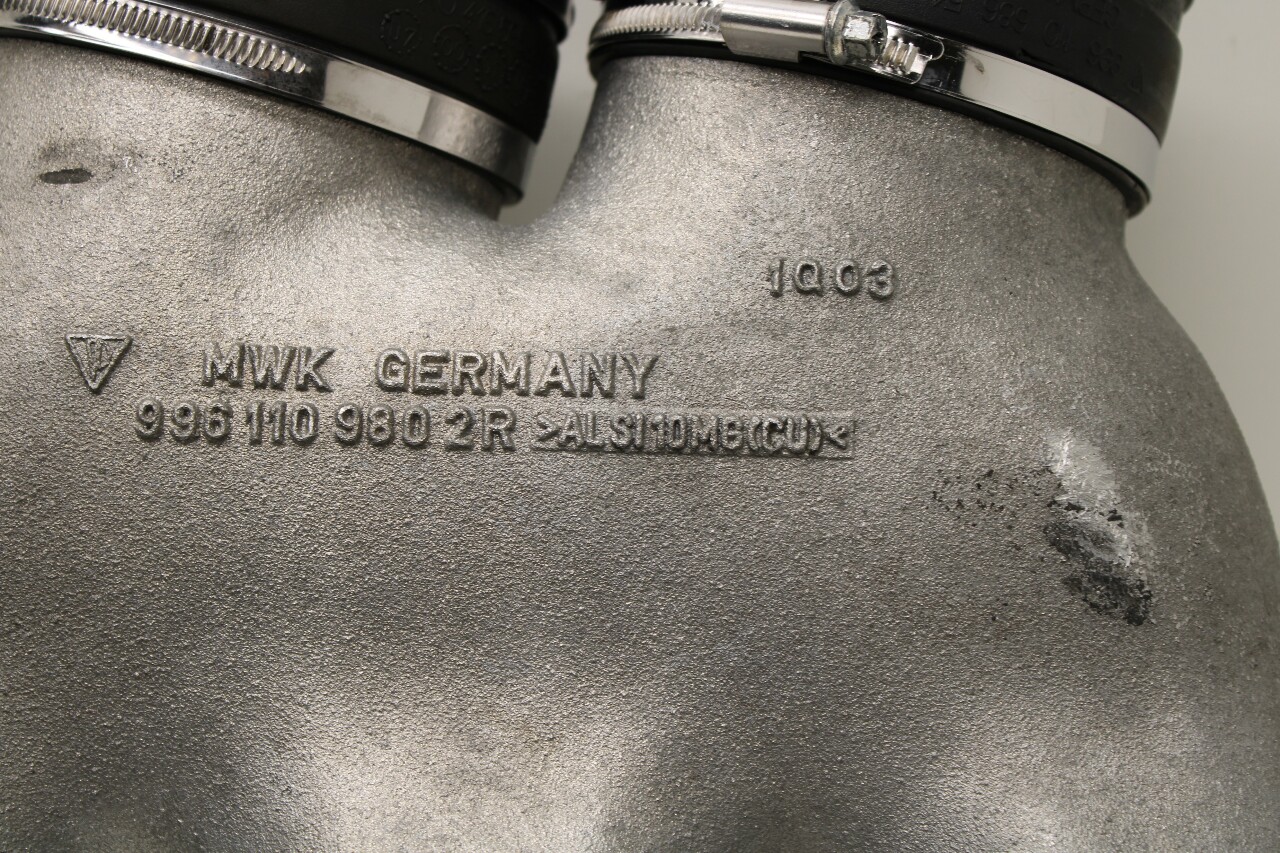 1Q03
MWK GERMANY
996 110 980 2R >ALSI10MG(CU)<